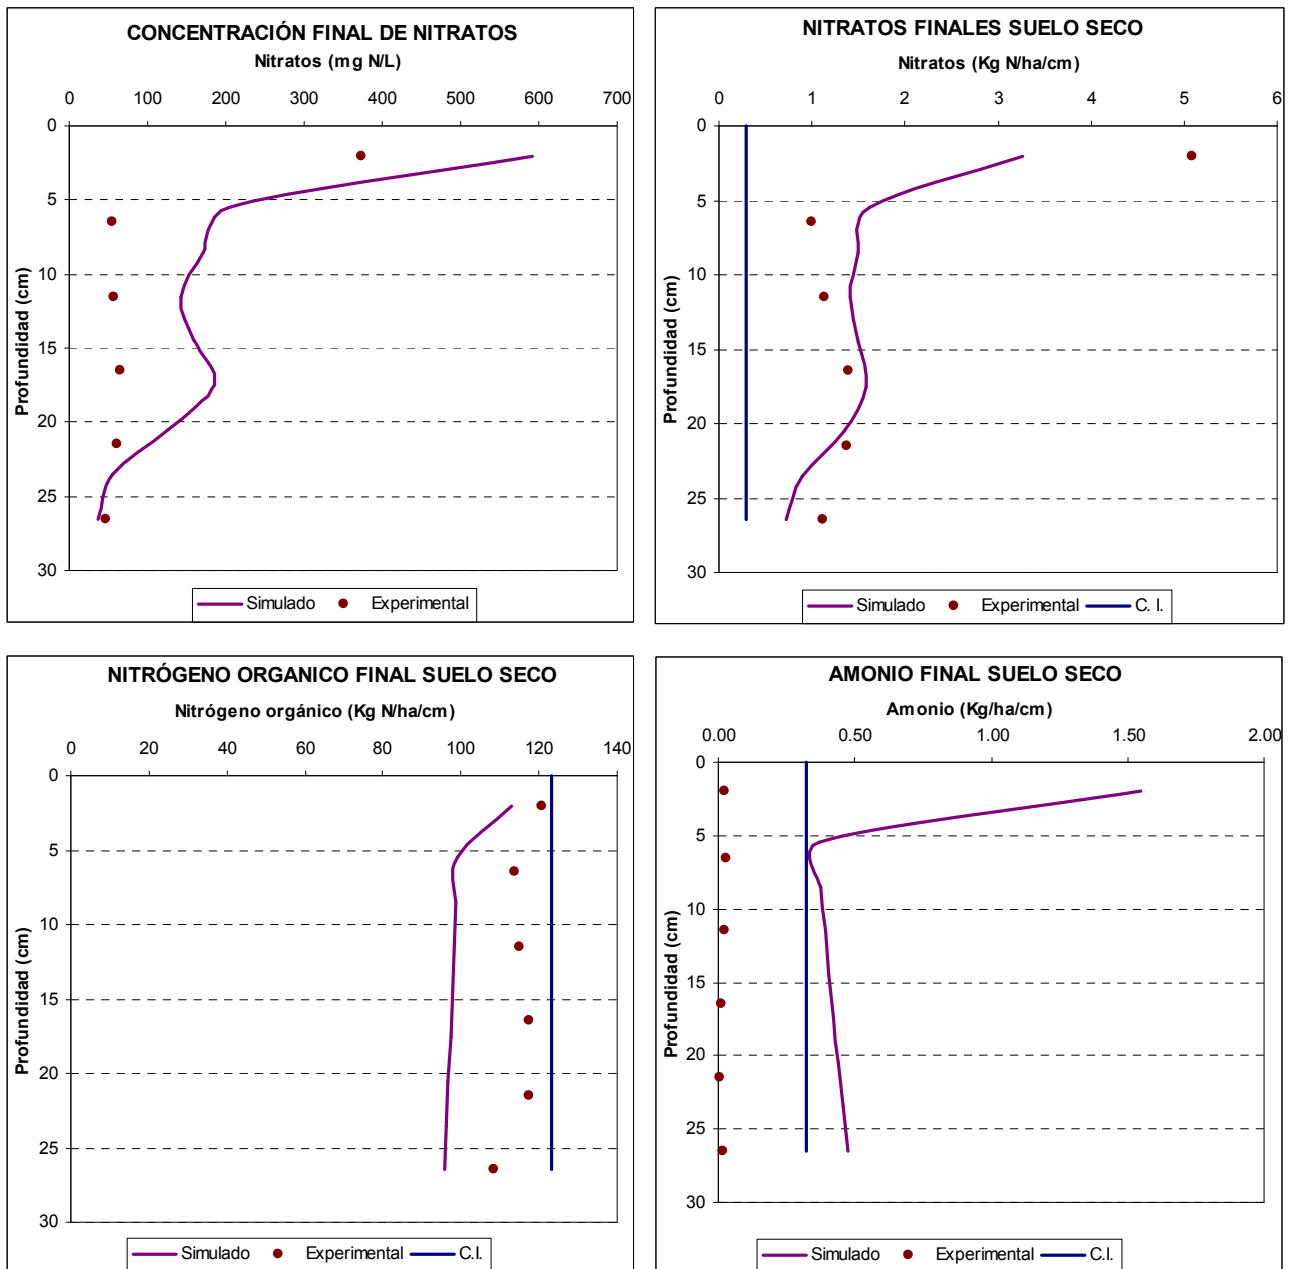 CONCENTRACIÓN FINAL DE NITRATOS
Nitratos (mg N/L)
0 100 200 300 400 500 600 700
0
5
10
15
20
25
30
Profundidad (cm)
Simulado Experimental
NITRATOS FINALES SUELO SECO
Nitratos (Kg N/ha/cm)
0 1 2 3 4 5 6
0
5
10
15
20
25
30
Profundidad (cm)
Simulado Experimental C. I.
NITRÓGENO ORGANICO FINAL SUELO SECO
Nitrógeno orgánico (Kg N/ha/cm)
0 20 40 60 80 100 120 140
0
5
10
15
20
25
30
Profundidad (cm)
Simulado Experimental C.I.
AMONIO FINAL SUELO SECO
Amonio (Kg/ha/cm)
0.00 0.50 1.00 1.50 2.00
0
5
10
15
20
25
30
Profundidad (cm)
Simulado Experimental C.I.